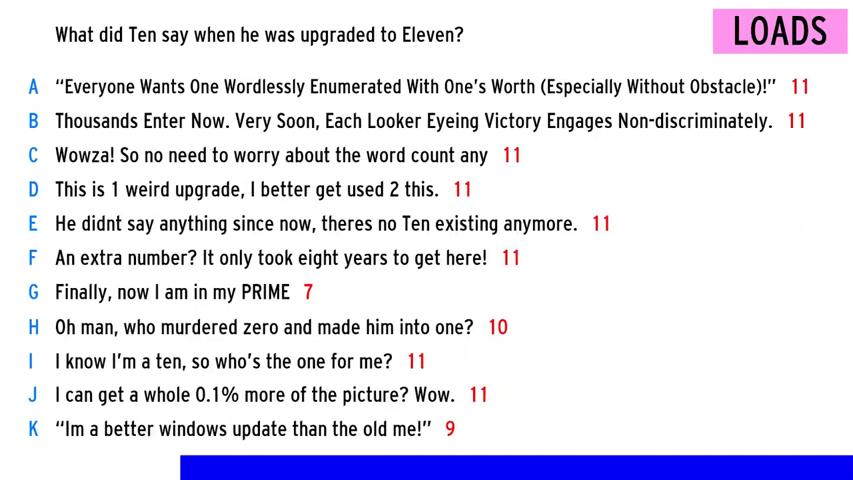 What did Ten say when he was upgraded to Eleven?
LOADS
A “Everyone Wants One Wordlessly Enumerated With One’s Worth (Especially Without Obstacle)!” 11
B Thousands Enter Now. Very Soon, Each Looker Eyeing Victory Engages Non-discriminately. 11
C Wowza! So no need to worry about the word count any 11
D This is 1 weird upgrade, I better get used 2 this. 11
E He didnt say anything since now, theres no Ten existing anymore. 11
F An extra number? It only took eight years to get here! 11
G Finally, now I am in my PRIME 7
H Oh man, who murdered zero and made him into one? 10
I I know I’m a ten, so who’s the one for me? 11
J I can get a whole 0.1% more of the picture? Wow. 11
K “Im a better windows update than the old me!” 9